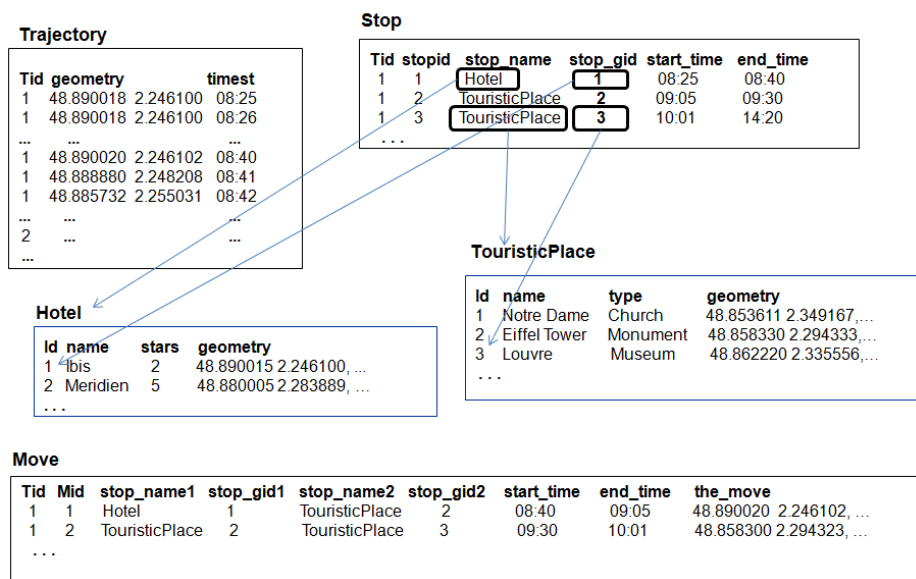 Trajectory
Tid geometry timest
1 48.890018 2.246100 08:25
1 48.890018 2.246100 08:26
... ... ...
1 48.890020 2.246102 08:40
1 48.888880 2.248208 08:41
1 48.885732 2.255031 08:42
... ... ...
2 ... ...
...
Stop
Tid stopid stop_name stop_gid start_time end_time
1 1 Hotel 1 08:25 08:40
1 2 TouristicPlace 2 09:05 09:30
1 3 TouristicPlace 3 10:01 14:20
. . .
Hotel
Id name stars geometry
1 Ibis 2 48.890015 2.246100, ...
2 Meridien 5 48.880005 2.283889, ...
. . .
TouristicPlace
Id name type geometry
1 Notre Dame Church 48.853611 2.349167,...
2 Eiffel Tower Monument 48.858330 2.294333,...
3 Louvre Museum 48.862220 2.335556,...
. . .
Move
Tid Mid stop_name1 stop_gid1 stop_name2 stop_gid2 start_time end_time the_move
1 1 Hotel 1 TouristicPlace 2 08:40 09:05 48.890020 2.246102, ...
1 2 TouristicPlace 2 TouristicPlace 3 09:30 10:01 48.858300 2.294323, ...
. . .